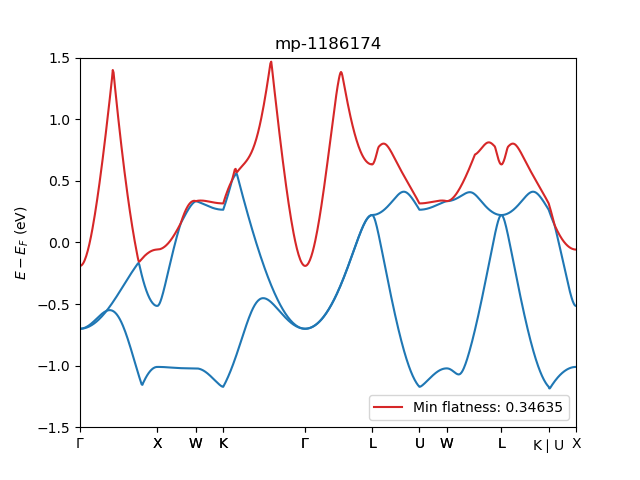 mp-1186174
E − E_F (eV)
1.5
1.0
0.5
0.0
−0.5
−1.0
−1.5
Min flatness: 0.34635
Γ X W K Γ L U W L K | U X